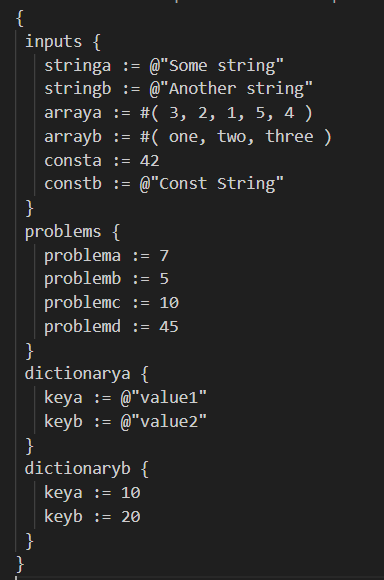 {
inputs {
stringa := @"Some string"
stringb := @"Another string"
arraya := #( 3, 2, 1, 5, 4 )
arrayb := #( one, two, three )
consta := 42
constb := @"Const String"
}
problems {
problema := 7
problemb := 5
problemc := 10
problemd := 45
}
dictionarya {
keya := @"value1"
keyb := @"value2"
}
dictionaryb {
keya := 10
keyb := 20
}
}